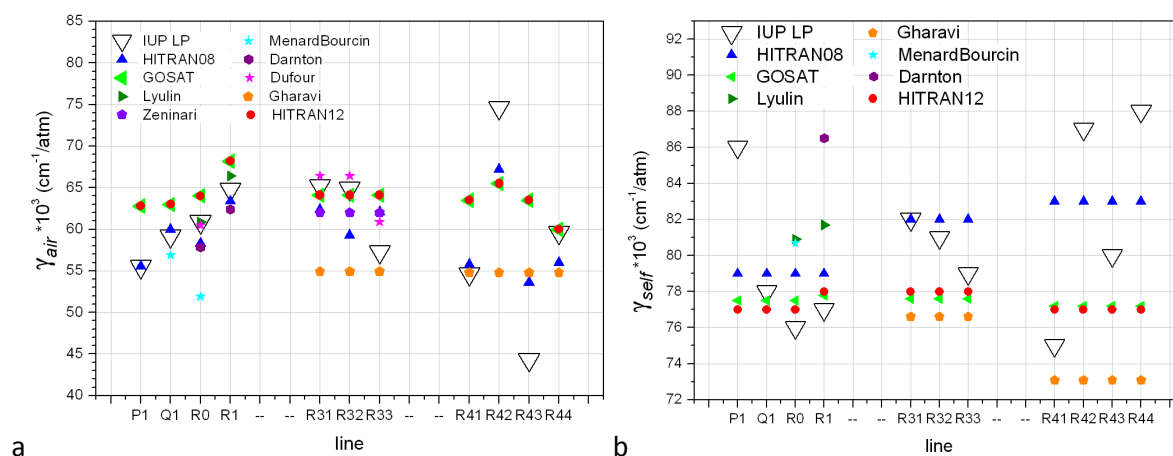 85
80
75
70
65
60
55
50
45
40
γair *10³ (cm⁻¹/atm)
IUP LP
HITRAN08
GOSAT
Lyulin
Zeninari
MenardBourcin
Darnton
Dufour
Gharavi
HITRAN12
P1 Q1 R0 R1 -- -- R31 R32 R33 -- -- R41 R42 R43 R44
line
a
92
90
88
86
84
82
80
78
76
74
72
γself *10³ (cm⁻¹/atm)
IUP LP
HITRAN08
GOSAT
Lyulin
Gharavi
MenardBourcin
Darnton
HITRAN12
P1 Q1 R0 R1 -- -- R31 R32 R33 -- -- R41 R42 R43 R44
line
b